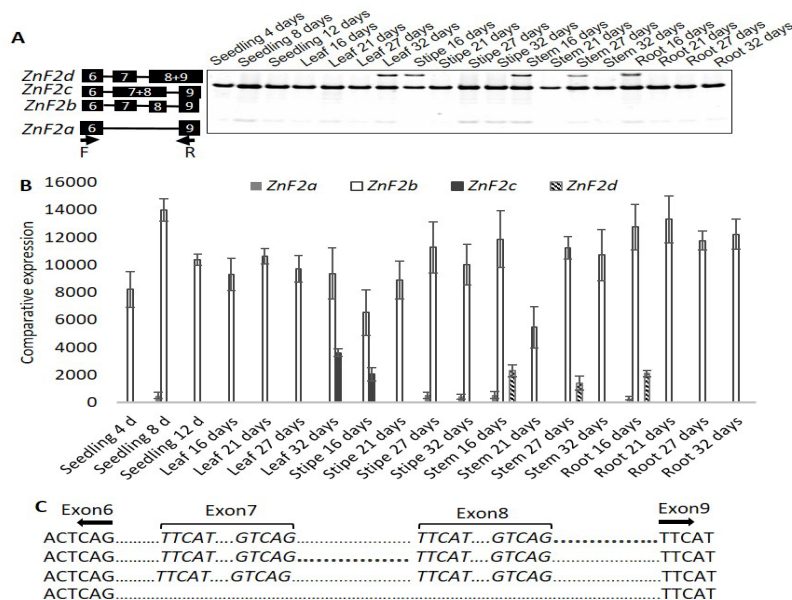 A
Seedling 4 days
Seedling 8 days
Seedling 12 days
Leaf 16 days
Leaf 21 days
Leaf 27 days
Leaf 32 days
Stipe 16 days
Stipe 21 days
Stipe 27 days
Stipe 32 days
Stem 16 days
Stem 21 days
Stem 27 days
Stem 32 days
Root 16 days
Root 21 days
Root 27 days
Root 32 days
ZnF2d 6 7 8+9
ZnF2c 6 7+8 9
ZnF2b 6 7 8 9
ZnF2a 6 9
F R
B
ZnF2a ZnF2b ZnF2c ZnF2d
Comparative expression
16000
14000
12000
10000
8000
6000
4000
2000
0
Seedling 4 d
Seedling 8 d
Seedling 12 d
Leaf 16 days
Leaf 21 days
Leaf 27 days
Leaf 32 days
Stipe 16 days
Stipe 21 days
Stipe 27 days
Stipe 32 days
Stem 16 days
Stem 21 days
Stem 27 days
Stem 32 days
Root 16 days
Root 21 days
Root 27 days
Root 32 days
C
Exon6 Exon7 Exon8 Exon9
ACTCAG..........TTCAT....GTCAG..............................TTCAT....GTCAG..........................TTCAT
ACTCAG..........TTCAT....GTCAG..............................TTCAT....GTCAG..........................TTCAT
ACTCAG.........TTCAT....GTCAG..............................TTCAT....GTCAG..........................TTCAT
ACTCAG....................................................................................................TTCAT